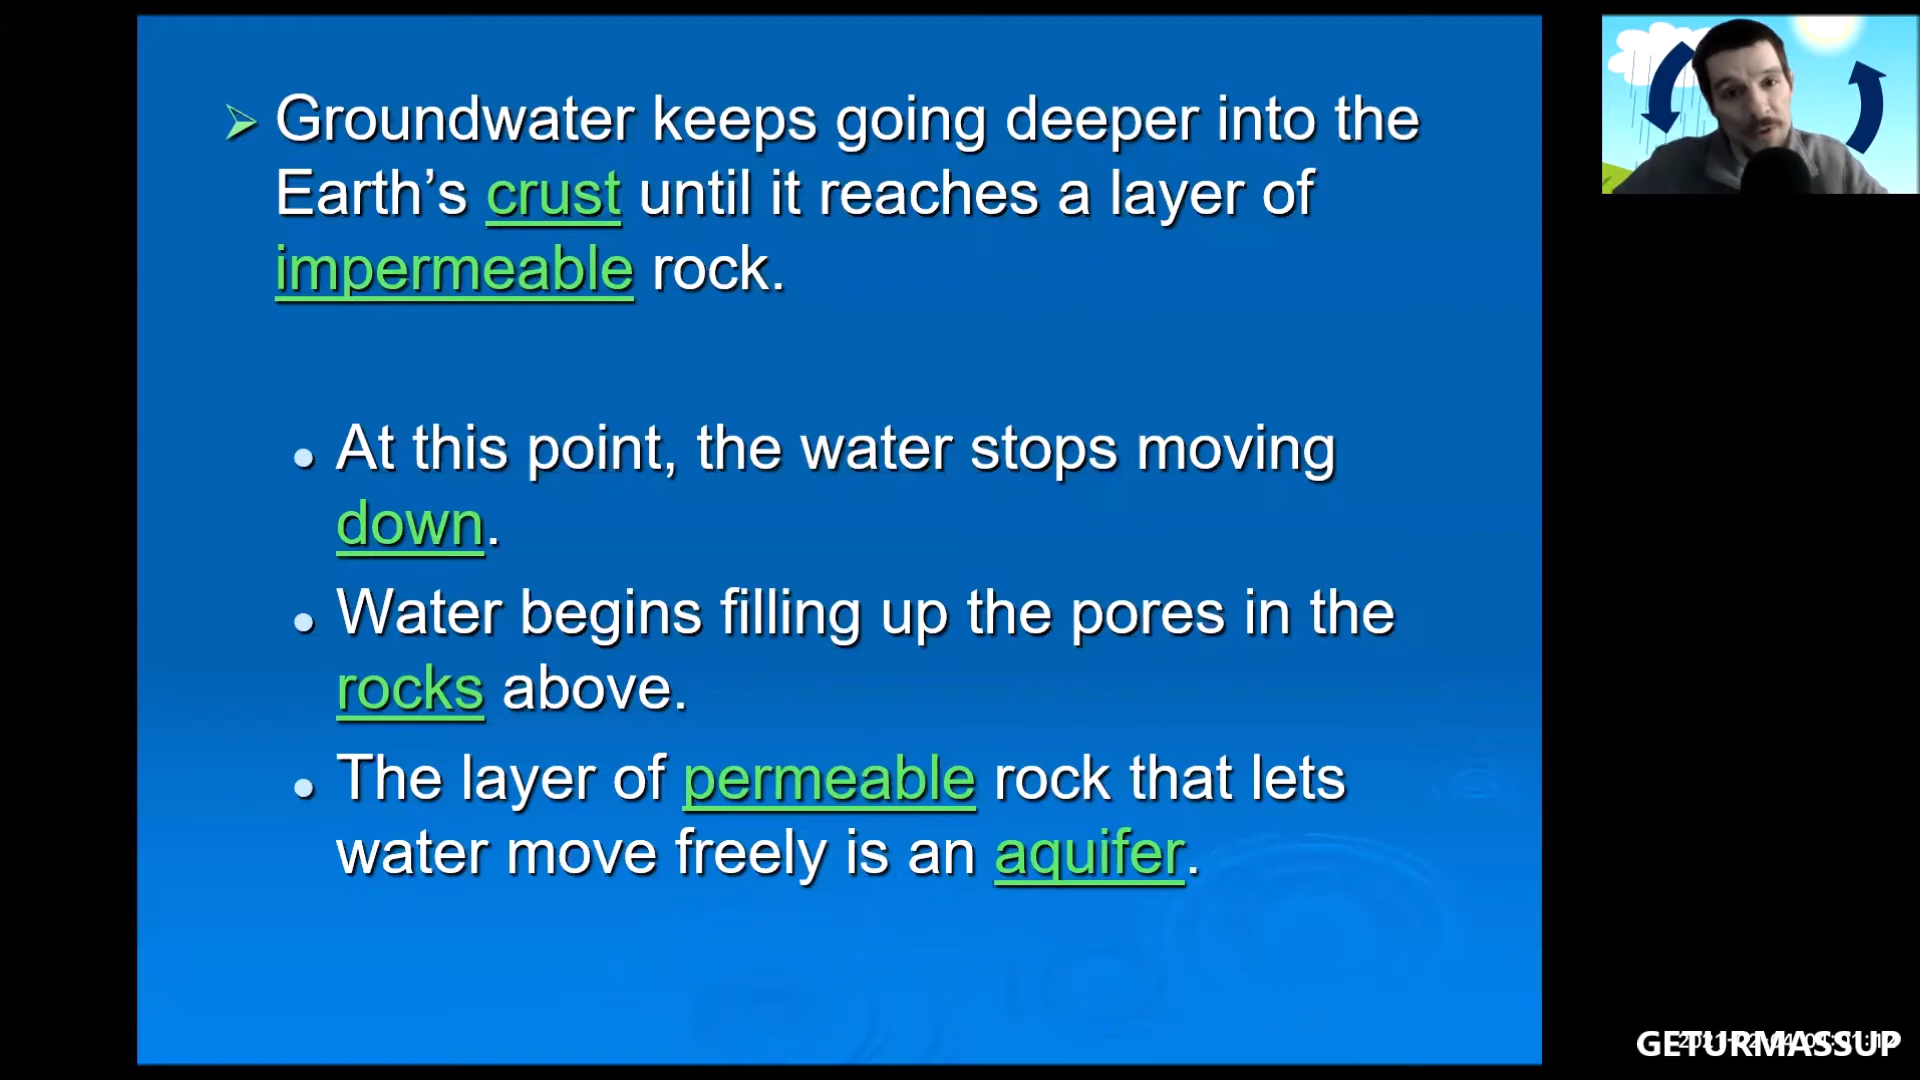 Groundwater keeps going deeper into the
Earth’s crust until it reaches a layer of
impermeable rock.
At this point, the water stops moving
down.
Water begins filling up the pores in the
rocks above.
The layer of permeable rock that lets
water move freely is an aquifer.
GETURMASSUP